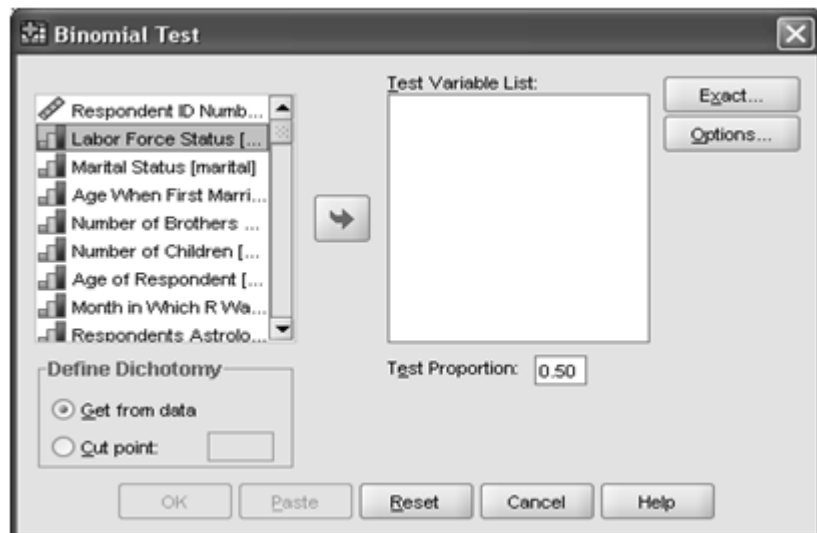 Binomial Test
Respondent ID Numb...
Labor Force Status [...
Marital Status [marital]
Age When First Marri...
Number of Brothers ...
Number of Children [...
Age of Respondent [...
Month in Which R Wa...
Respondents Astrolo...
Test Variable List:
Exact...
Options...
Define Dichotomy
Get from data
Cut point:
Test Proportion: 0.50
OK Paste Reset Cancel Help